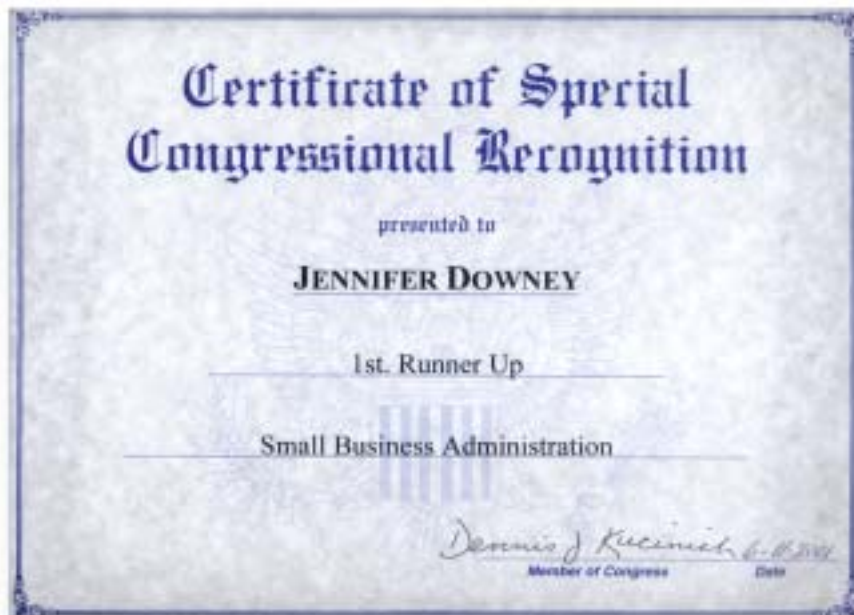 Certificate of Special
Congressional Recognition
presented to
JENNIFER DOWNEY
1st. Runner Up
Small Business Administration
Dennis J Kucinich
Member of Congress Date